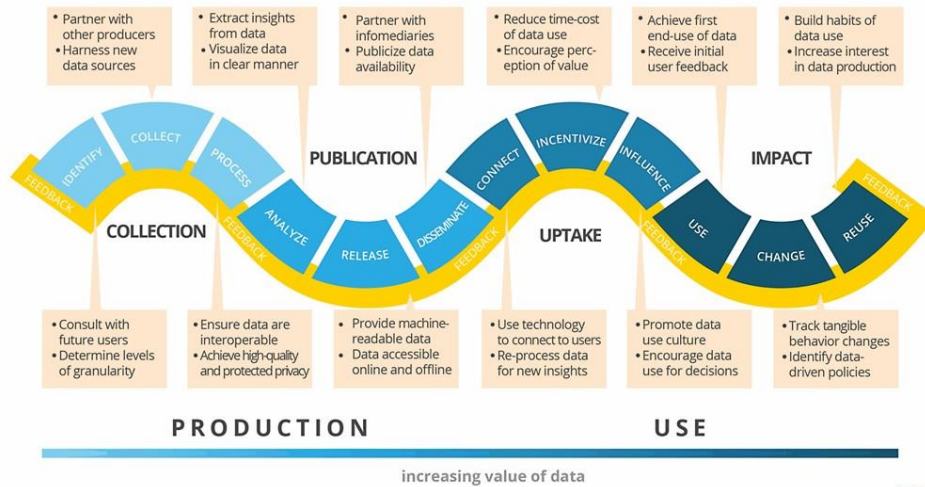 • Partner with
other producers
• Harness new
data sources
• Extract insights
from data
• Visualize data
in clear manner
• Partner with
infomediaries
• Publicize data
availability
• Reduce time-cost
of data use
• Encourage perc-
eption of value
• Achieve first
end-use of data
• Receive initial
user feedback
• Build habits of
data use
• Increase interest
in data production
IDENTIFY
COLLECT
PROCESS
ANALYZE
RELEASE
DISSEMINATE
CONNECT
INCENTIVIZE
INFLUENCE
USE
CHANGE
REUSE
FEEDBACK
FEEDBACK
FEEDBACK
FEEDBACK
FEEDBACK
COLLECTION
PUBLICATION
UPTAKE
IMPACT
• Consult with
future users
• Determine levels
of granularity
• Ensure data are
interoperable
• Achieve high-quality
and protected privacy
• Provide machine-
readable data
• Data accessible
online and offline
• Use technology
to connect to users
• Re-process data
for new insights
• Promote data
use culture
• Encourage data
use for decisions
• Track tangible
behavior changes
• Identify data-
driven policies
PRODUCTION
USE
increasing value of data